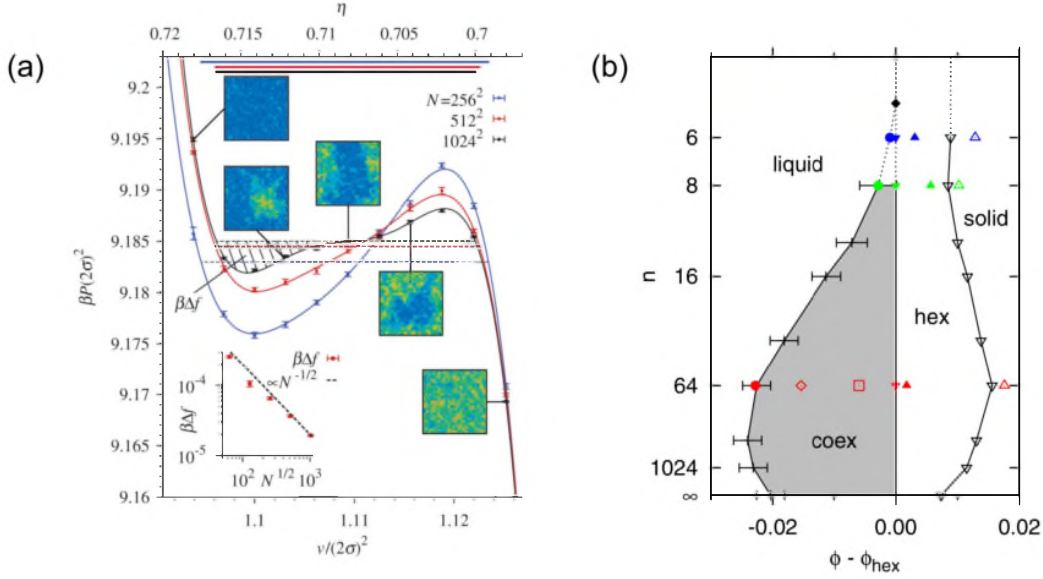 (a)
η
0.72 0.715 0.71 0.705 0.7
9.2
9.195
9.19
9.185
9.18
9.175
9.17
9.165
9.16
βP(2σ)²
N=256²
512²
1024²
βΔf
βΔf
∝N^{-1/2}
βΔf
10⁻⁴
10⁻⁵
10² N^{1/2} 10³
1.1 1.11 1.12
v/(2σ)²
(b)
n
6
8
16
64
1024
∞
liquid
solid
hex
coex
-0.02 0.00 0.02
ϕ - ϕ_{hex}